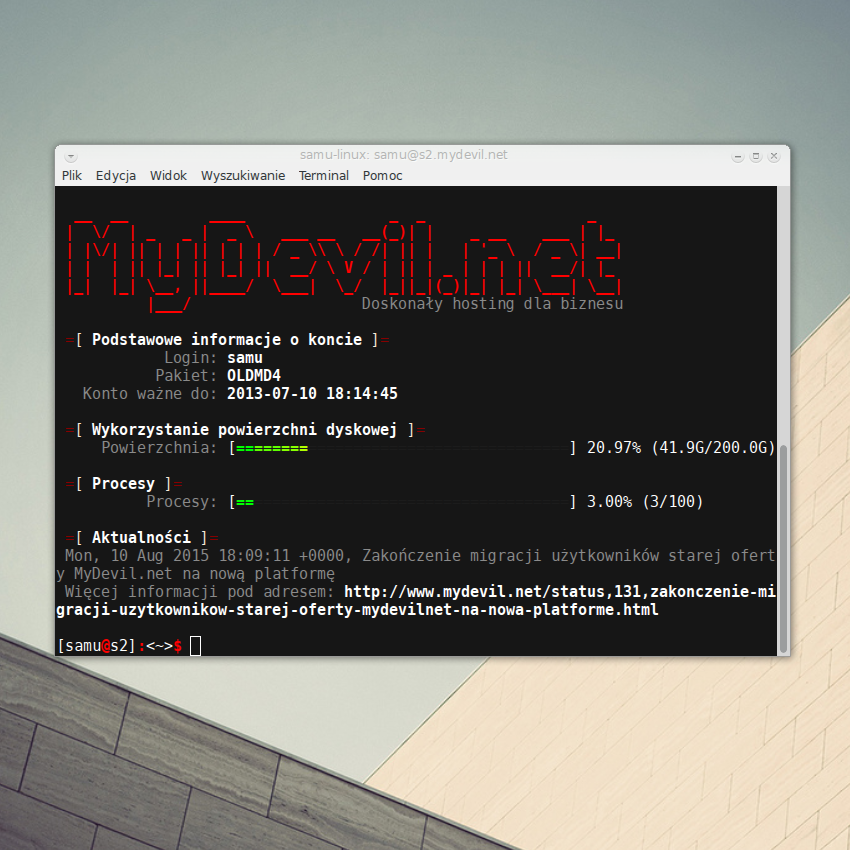 samu-linux: samu@s2.mydevil.net
Plik Edycja Widok Wyszukiwanie Terminal Pomoc
MyDevil.net
Doskonały hosting dla biznesu
=[ Podstawowe informacje o koncie ]=
Login: samu
Pakiet: OLDMD4
Konto ważne do: 2013-07-10 18:14:45
=[ Wykorzystanie powierzchni dyskowej ]=
Powierzchnia: [======== ] 20.97% (41.9G/200.0G)
=[ Procesy ]=
Procesy: [== ] 3.00% (3/100)
=[ Aktualności ]=
Mon, 10 Aug 2015 18:09:11 +0000, Zakończenie migracji użytkowników starej ofert
y MyDevil.net na nową platformę
Więcej informacji pod adresem: http://www.mydevil.net/status,131,zakonczenie-mi
gracji-uzytkownikow-starej-oferty-mydevilnet-na-nowa-platforme.html
[samu@s2]:<~>$